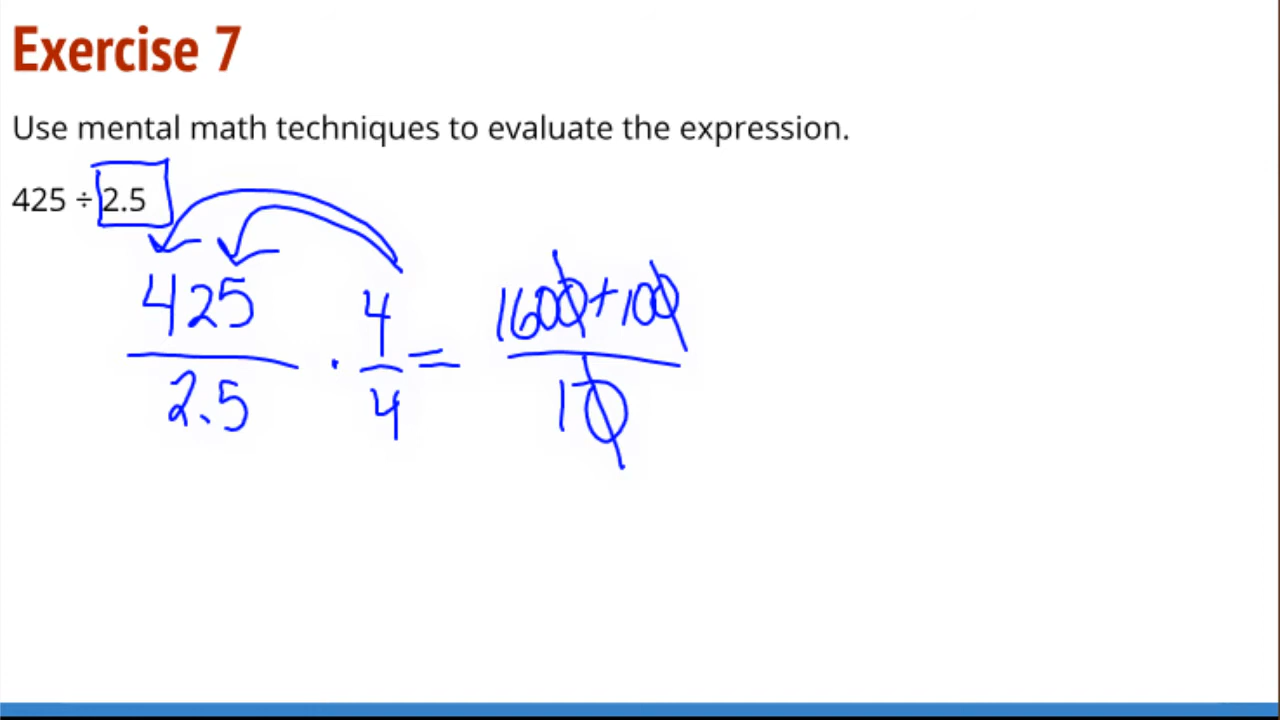 Exercise 7
Use mental math techniques to evaluate the expression.
425 ÷ 2.5
425/2.5 · 4/4 = 1600+100/10